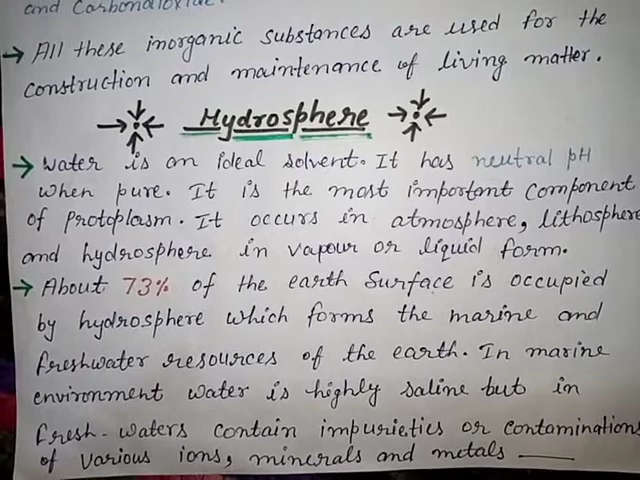 and Carbondioxide.
→ All these inorganic substances are used for the
construction and maintenance of living matter.
Hydrosphere
→ Water is an ideal solvent. It has neutral pH
when pure. It is the most important component
of protoplasm. It occurs in atmosphere, lithosphere
and hydrosphere in vapour or liquid form.
→ About 73% of the earth Surface is occupied
by hydrosphere which forms the marine and
freshwater resources of the earth. In marine
environment water is highly saline but in
fresh-waters contain impurieties or contaminations
of various ions, minerals and metals